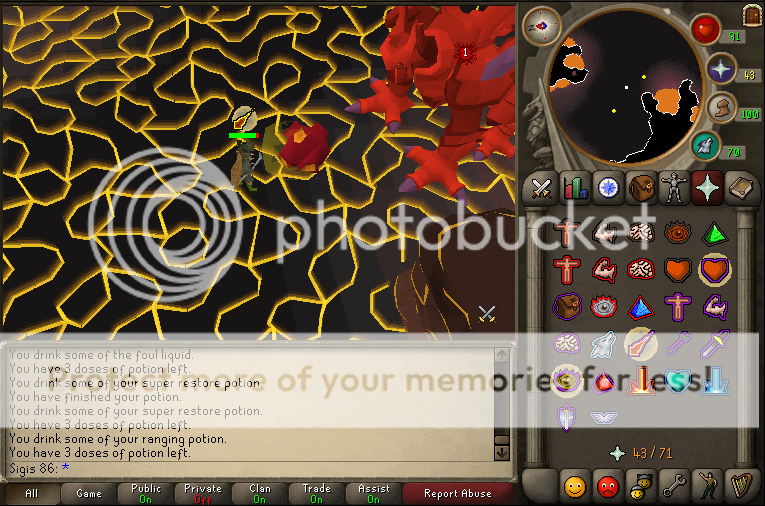 1
91
43
100
70
photobucket
Protect more of your memories for less!
You drink some of the foul liquid.
You have 3 doses of potion left.
You drink some of your super restore potion.
You have finished your potion.
You drink some of your super restore potion.
You have 3 doses of potion left.
You drink some of your ranging potion.
You have 3 doses of potion left.
Sigis 86: *
43 / 71
All
Game
Public
On
Private
Off
Clan
On
Trade
On
Assist
On
Report Abuse